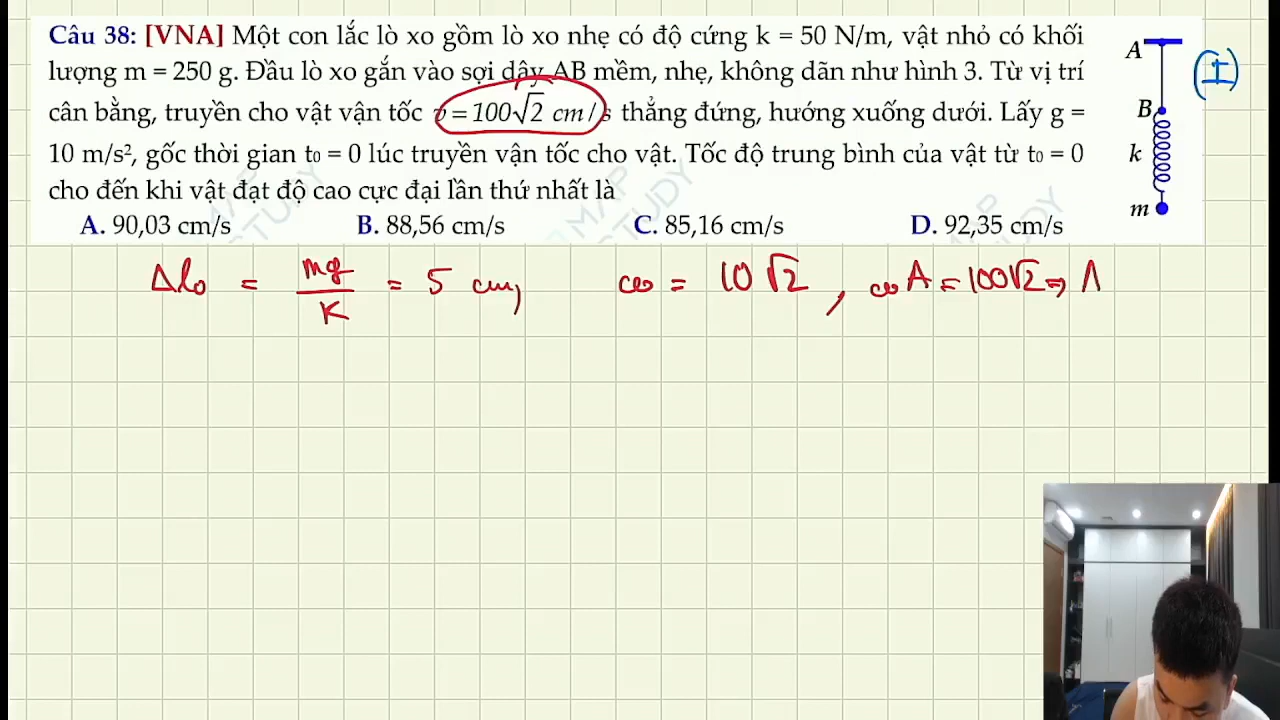 Câu 38: [VNA] Một con lắc lò xo gồm lò xo nhẹ có độ cứng k = 50 N/m, vật nhỏ có khối
lượng m = 250 g. Đầu lò xo gắn vào sợi dây AB mềm, nhẹ, không dãn như hình 3. Từ vị trí
cân bằng, truyền cho vật vận tốc v = 100√2 cm/s thẳng đứng, hướng xuống dưới. Lấy g =
10 m/s², gốc thời gian t₀ = 0 lúc truyền vận tốc cho vật. Tốc độ trung bình của vật từ t₀ = 0
cho đến khi vật đạt độ cao cực đại lần thứ nhất là
A. 90,03 cm/s B. 88,56 cm/s C. 85,16 cm/s D. 92,35 cm/s
A
(I)
B
k
m
Δl₀ = mg/K = 5 cm, ω = 10√2, ωA = 100√2 ⇒ A
MAP STUDY